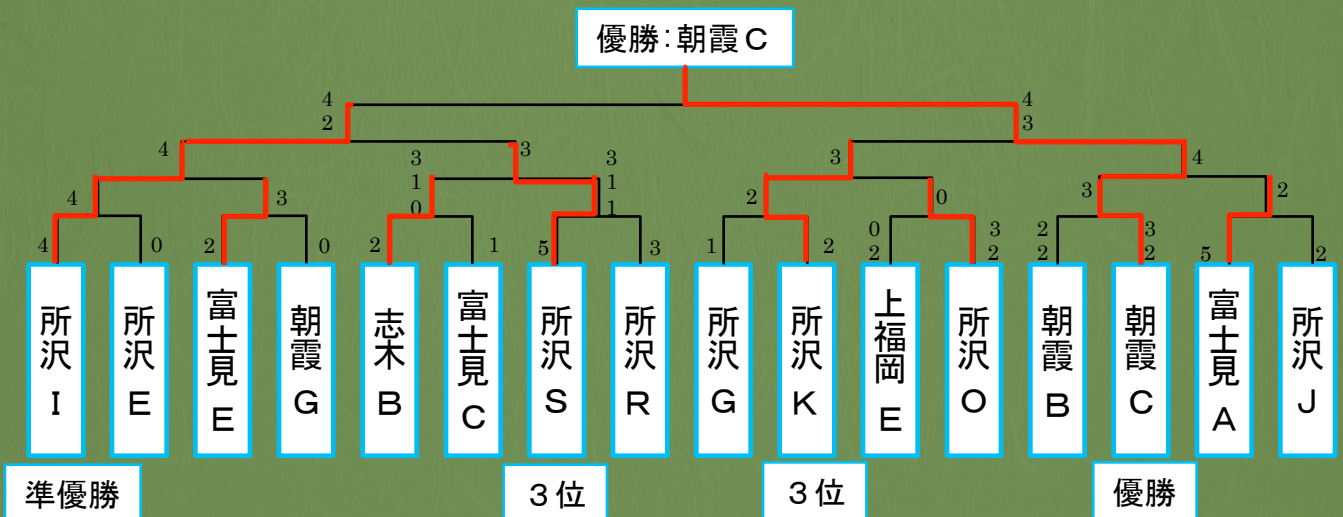 優勝:朝霞C
4 4
2 3
4 3 3 3 3 4
4 3 1 1 2 0 3 2
0 1
4 0 2 0 2 1 5 3 1 2 0 3 2 3 5 2
2 2 2 2
所沢I
所沢E
富士見E
朝霞G
志木B
富士見C
所沢S
所沢R
所沢G
所沢K
上福岡E
所沢O
朝霞B
朝霞C
富士見A
所沢J
準優勝
3位
3位
優勝